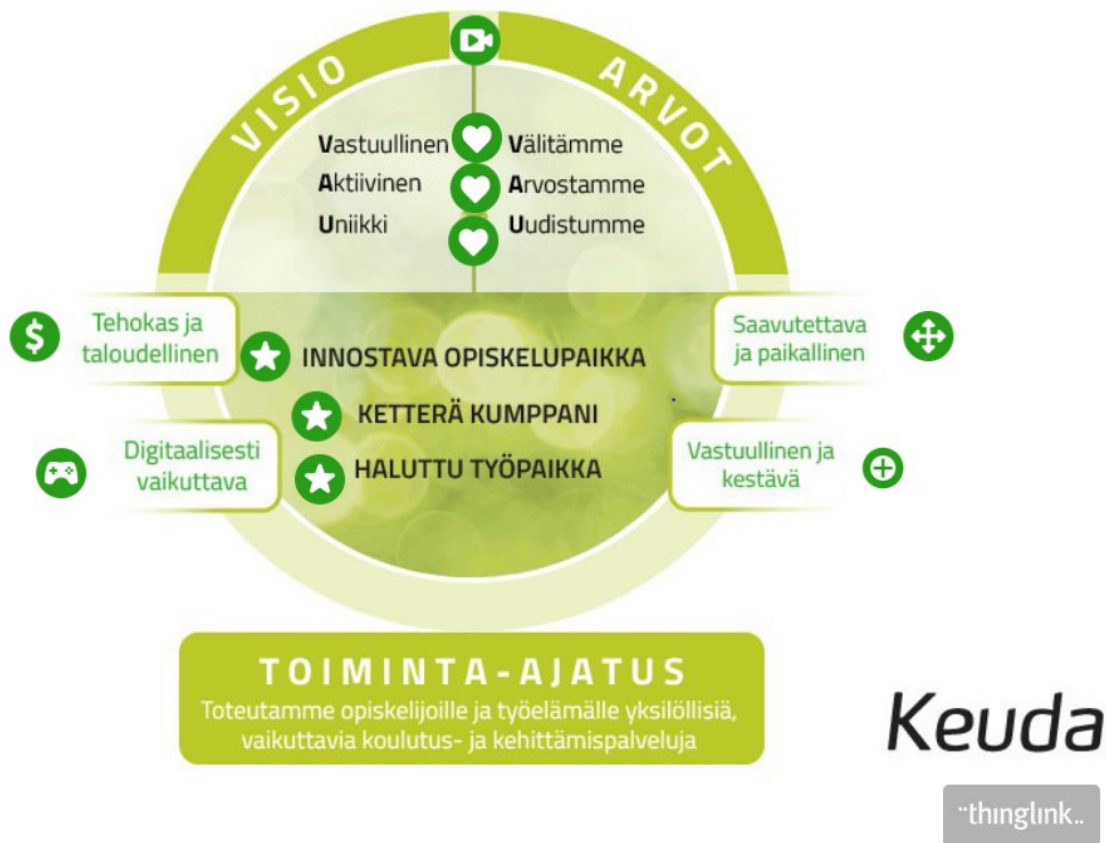 VISIO
ARVOT
Vastuullinen
Aktiivinen
Uniikki
Välitämme
Arvostamme
Uudistumme
Tehokas ja
taloudellinen
Digitaalisesti
vaikuttava
INNOSTAVA OPISKELUPAIKKA
KETTERÄ KUMPPANI
HALUTTU TYÖPAIKKA
Saavutettava
ja paikallinen
Vastuullinen ja
kestävä
TOIMINTA-AJATUS
Toteutamme opiskelijoille ja työelämälle yksilöllisiä,
vaikuttavia koulutus- ja kehittämispalveluja
Keuda
¨thinglink..